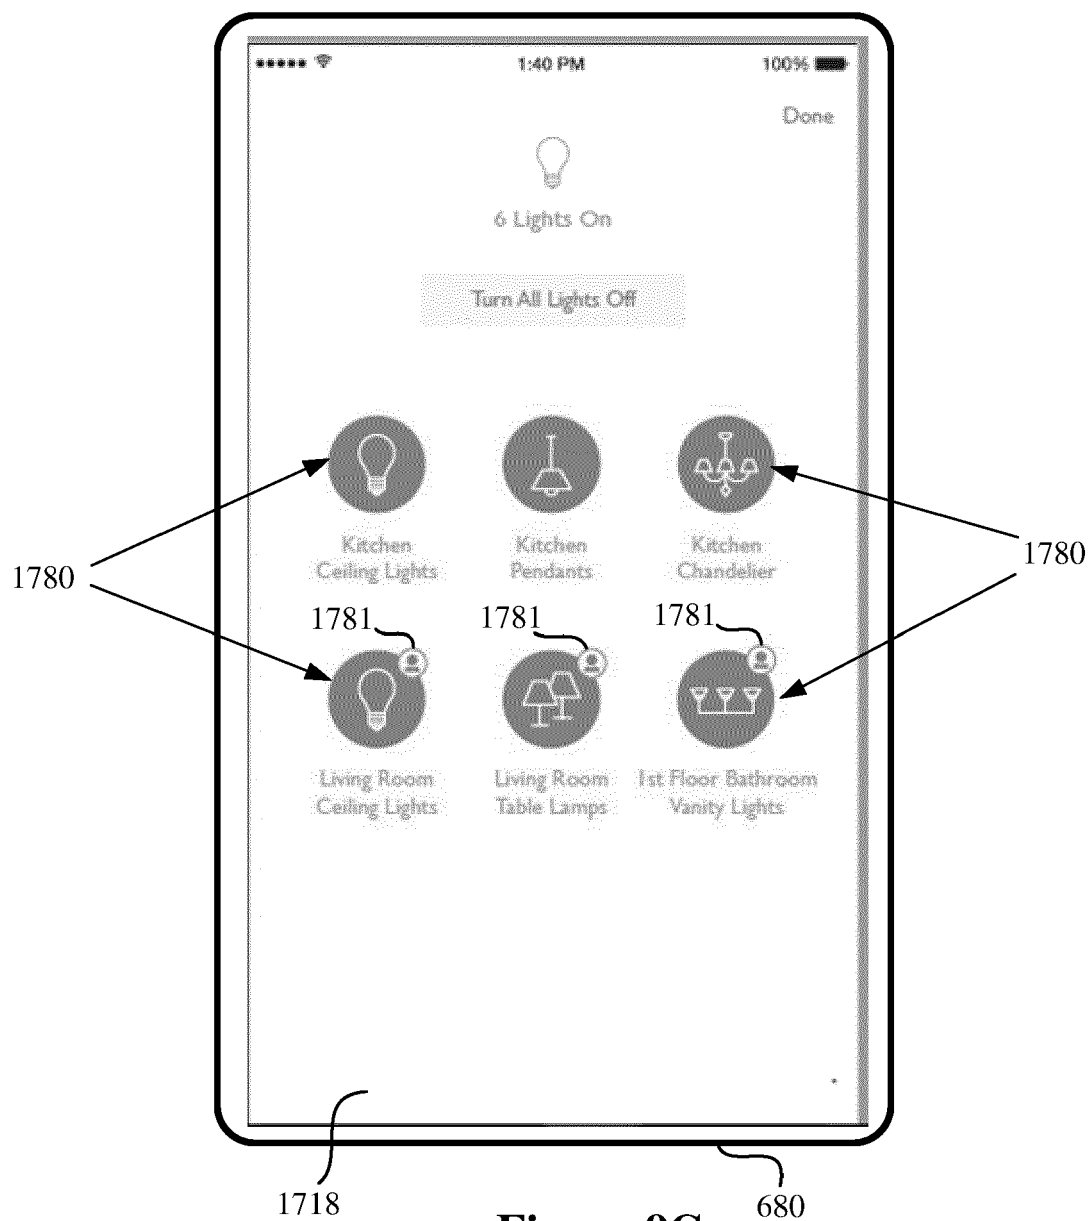 1:40 PM 100%
Done
6 Lights On
Turn All Lights Off
Kitchen Ceiling Lights
Kitchen Pendants
Kitchen Chandelier
1780
1780
1781 1781 1781
Living Room Ceiling Lights
Living Room Table Lamps
1st Floor Bathroom Vanity Lights
1718
680